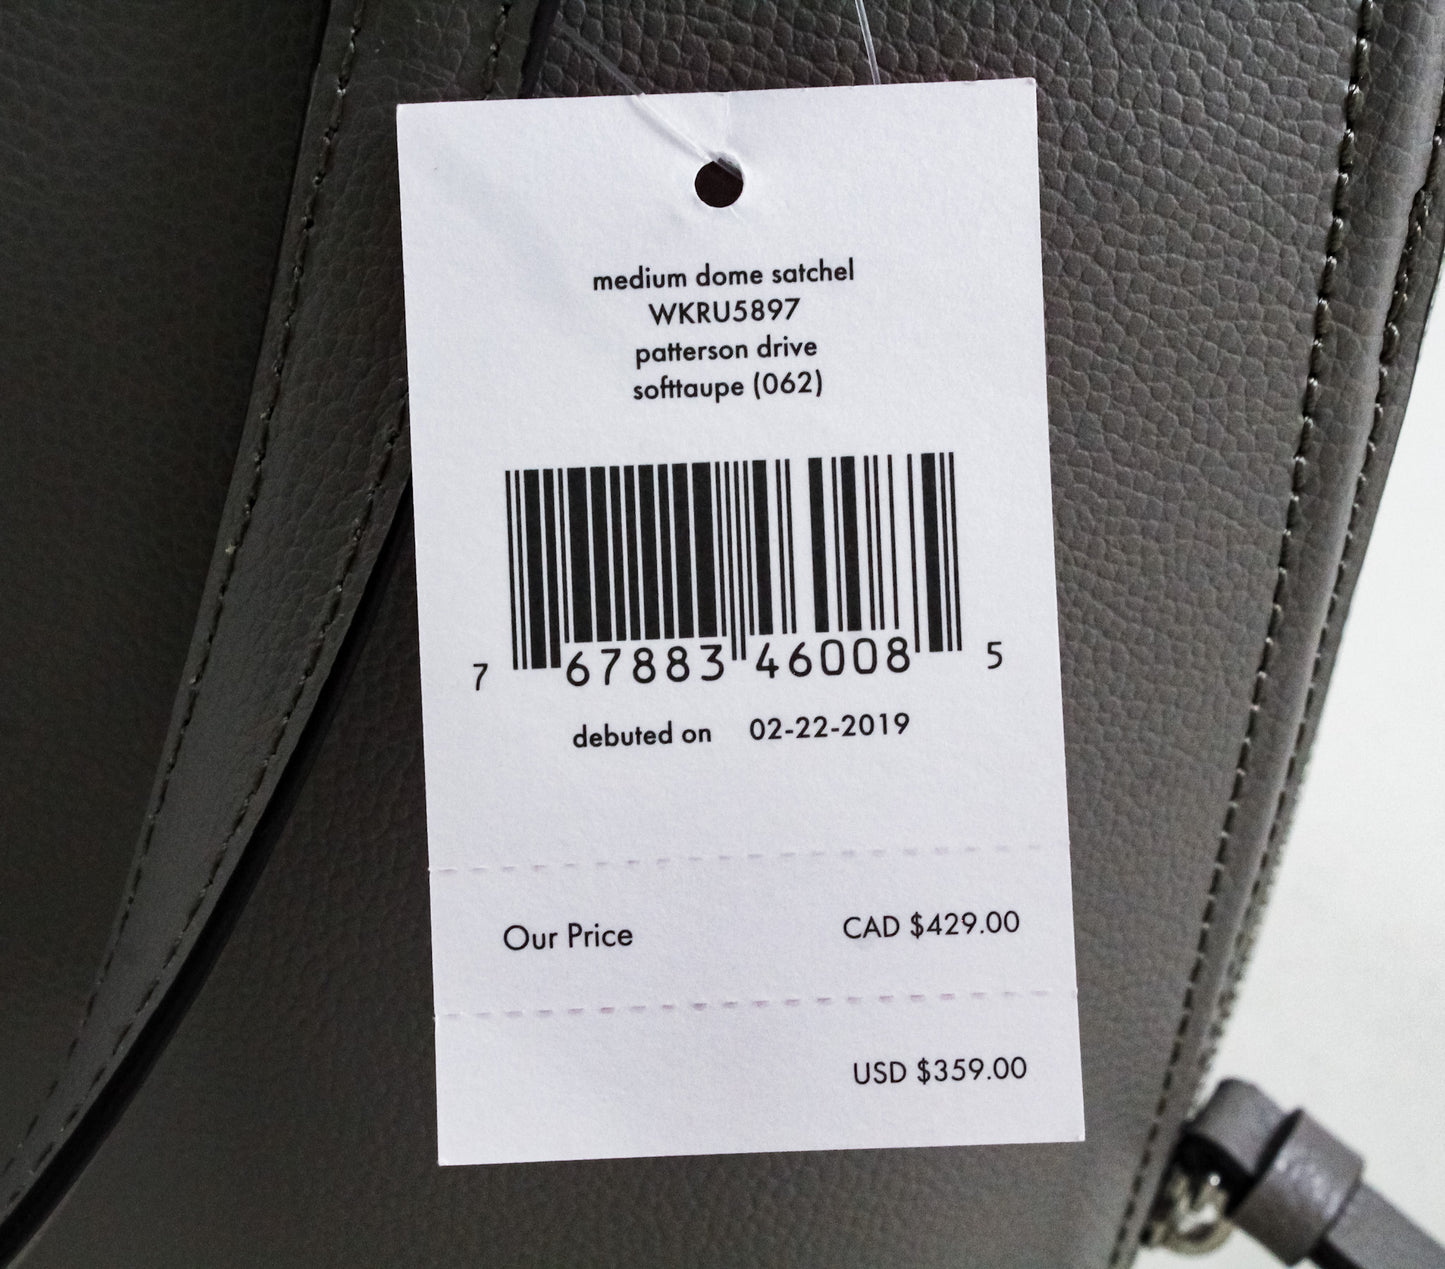 medium dome satchel
WKRU5897
patterson drive
softtaupe (062)
7 67883 46008 5
debuted on 02-22-2019
Our Price CAD $429.00
USD $359.00